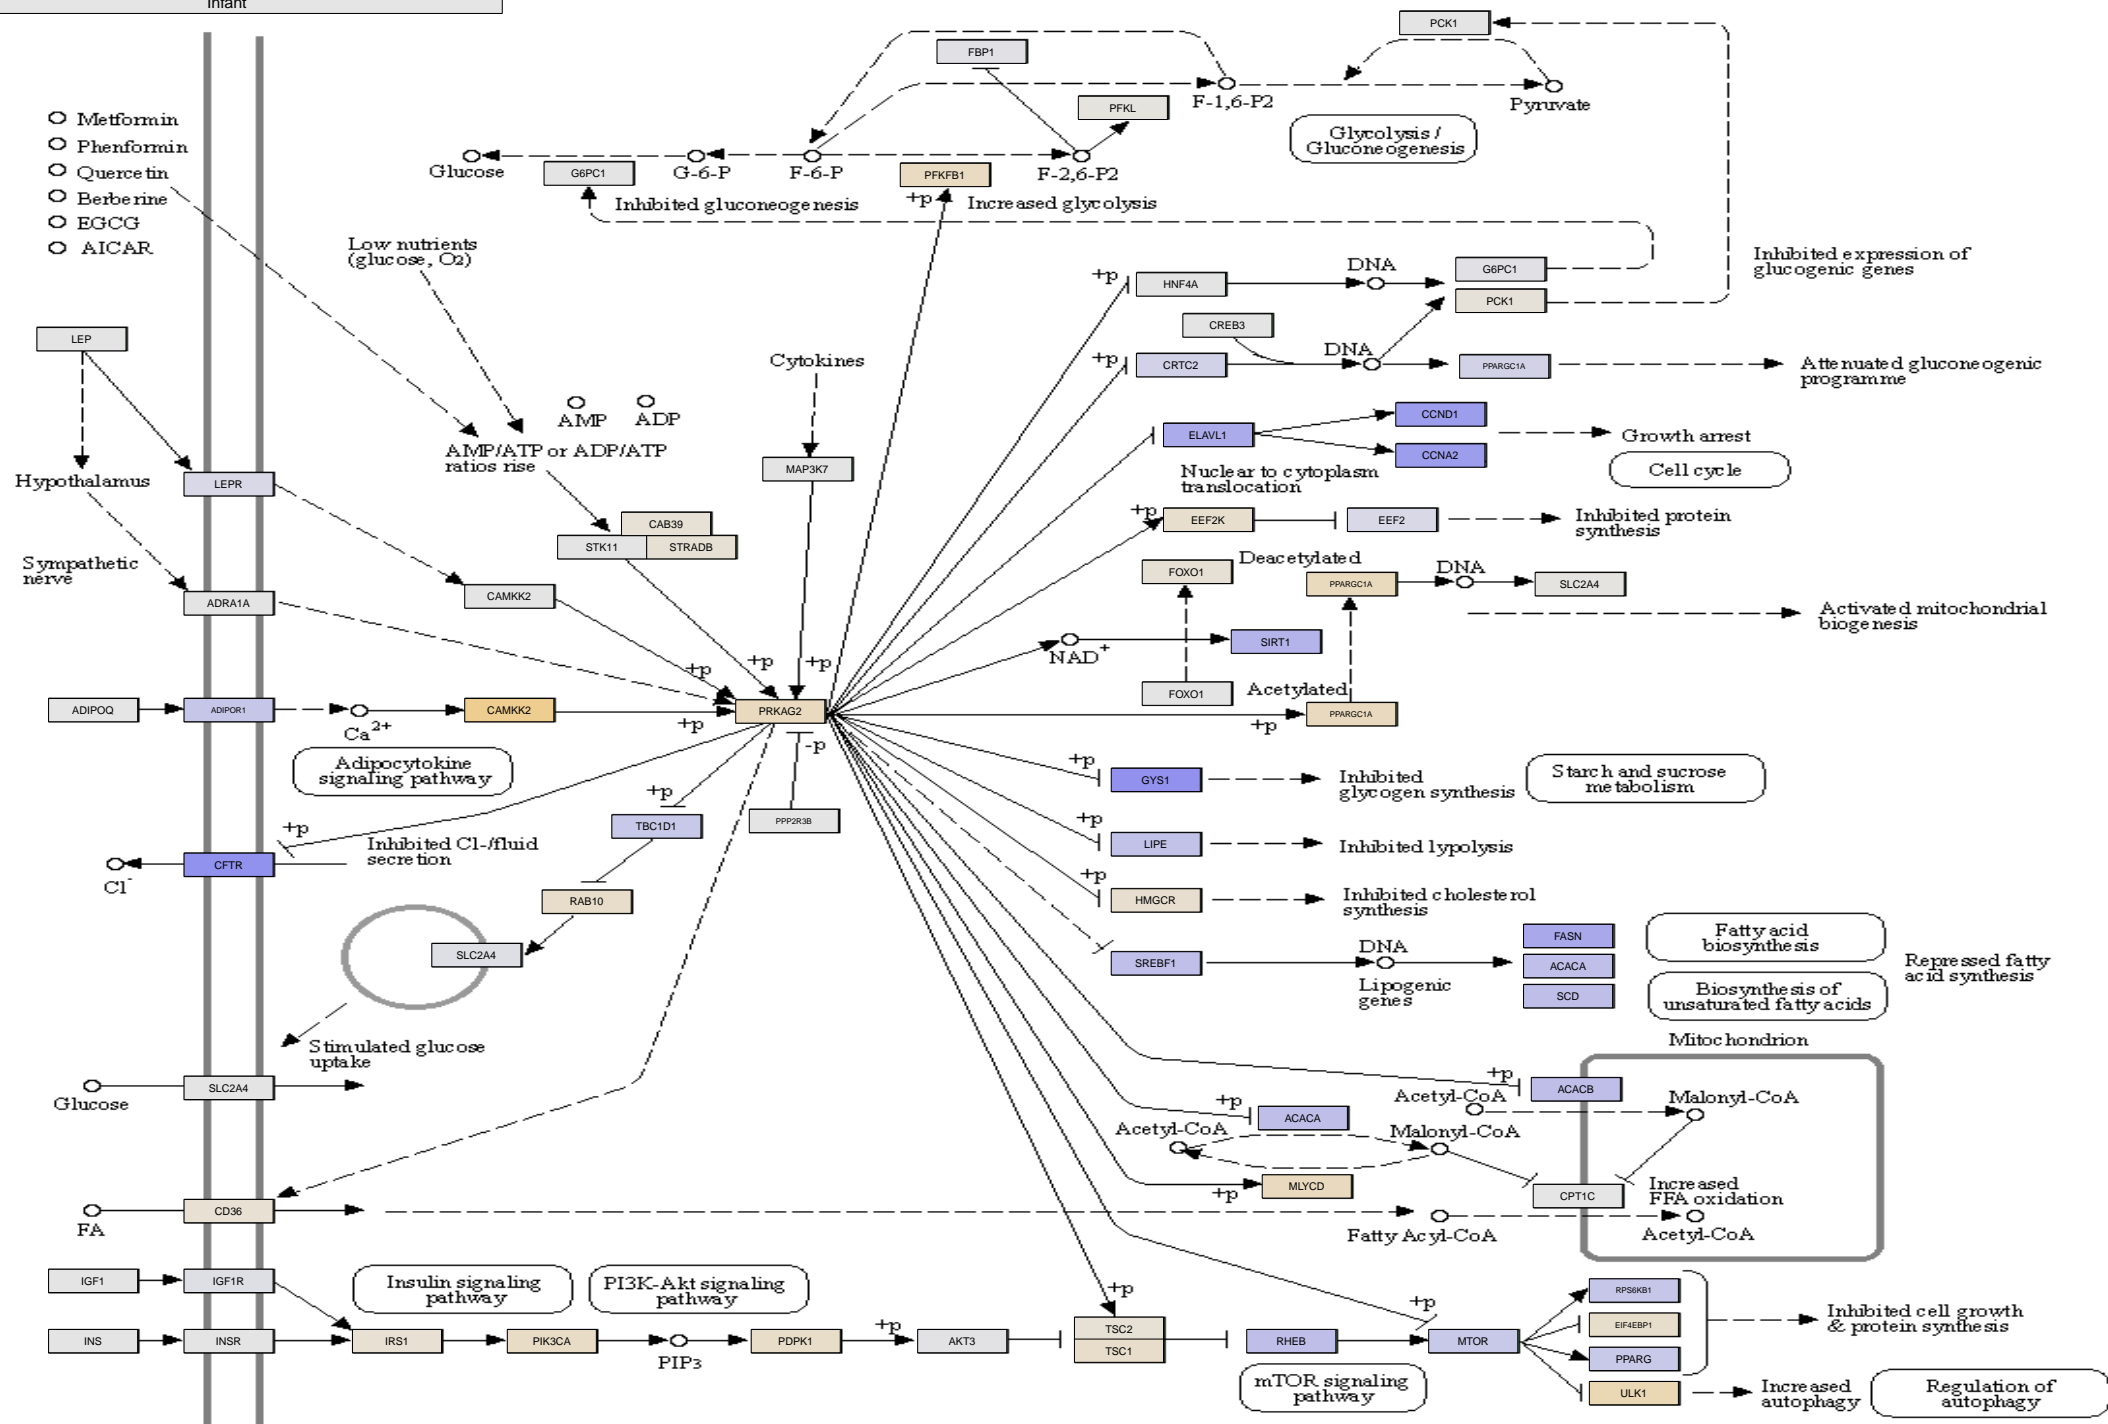 Infant
PCK1
FBP1
F-1,6-P2
Pyruvate
PFKL
Metformin
Phenformin
Quercetin
Berberine
EGCG
AICAR
Glycolysis /
Gluconeogenesis
Glucose
G6PC1
G-6-P
F-6-P
PFKFB1
F-2,6-P2
Inhibited gluconeogenesis
+p
Increased glycolysis
Low nutrients
(glucose, O2)
Inhibited expression of
glucogenic genes
+p
HNF4A
DNA
G6PC1
PCK1
LEP
CREB3
Cytokines
+p
CRTC2
DNA
PPARGC1A
Attenuated gluconeogenic
programme
AMP
ADP
AMP/ATP or ADP/ATP
ratios rise
CCND1
ELAVL1
CCNA2
Growth arrest
Cell cycle
Nuclear to cytoplasm
translocation
MAP3K7
Hypothalamus
LEPR
CAB39
STK11
STRADB
+p
EEF2K
EEF2
Inhibited protein
synthesis
Sympathetic
nerve
ADRA1A
CAMKK2
FOXO1
Deacetylated
PPARGC1A
DNA
SLC2A4
Activated mitochondrial
biogenesis
NAD+
SIRT1
+p
+p
+p
FOXO1
Acetylated
PPARGC1A
+p
ADIPOQ
ADIPOR1
Ca2+
CAMKK2
+p
PRKAG2
-p
Adipocytokine
signaling pathway
+p
GYS1
Inhibited
glycogen synthesis
Starch and sucrose
metabolism
+p
TBC1D1
PPP2R3B
+p
Inhibited Cl-/fluid
secretion
+p
LIPE
Inhibited lypolysis
Cl-
CFTR
+p
HMGCR
Inhibited cholesterol
synthesis
RAB10
SLC2A4
SREBF1
DNA
Lipogenic
genes
FASN
ACACA
SCD
Fatty acid
biosynthesis
Biosynthesis of
unsaturated fatty acids
Repressed fatty
acid synthesis
Stimulated glucose
uptake
Mitochondrion
Glucose
SLC2A4
+p
ACACB
Acetyl-CoA
Malonyl-CoA
+p
ACACA
Acetyl-CoA
Malonyl-CoA
MLYCD
+p
CPT1C
Increased
FFA oxidation
FA
CD36
Fatty Acyl-CoA
Acetyl-CoA
IGF1
IGF1R
Insulin signaling
pathway
PI3K-Akt signaling
pathway
+p
+p
RPS6KB1
EIF4EBP1
PPARG
ULK1
Inhibited cell growth
& protein synthesis
INS
INSR
IRS1
PIK3CA
PIP3
PDPK1
+p
AKT3
TSC2
TSC1
RHEB
MTOR
mTOR signaling
pathway
Increased
autophagy
Regulation of
autophagy